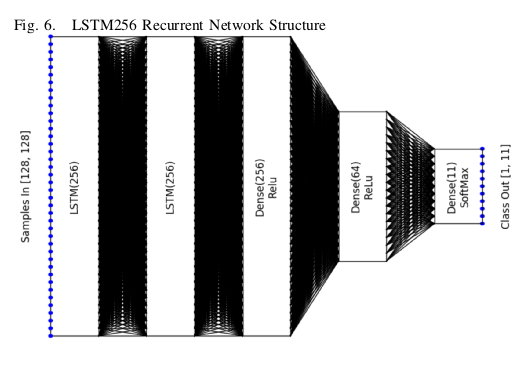 Fig. 6. LSTM256 Recurrent Network Structure
Samples In [128, 128]
LSTM(256)
LSTM(256)
Dense(256)
Relu
Dense(64)
ReLu
Dense(11)
SoftMax
Class Out [1, 11]